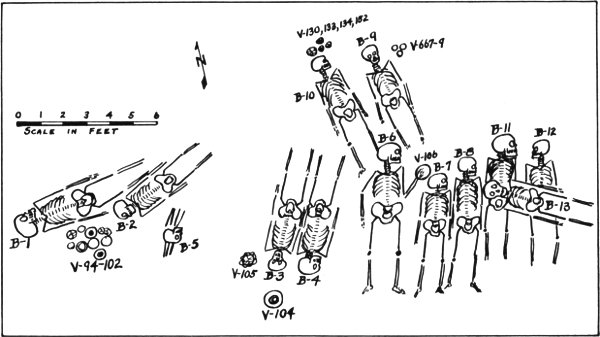 V-130, 133, 134, 152
B-9
V-667-9
N
B-10
0 1 2 3 4 5 6
SCALE IN FEET
B-6
V-106
B-7
B-8
B-11
B-12
B-13
B-1
B-2
B-5
V-94-102
V-105
B-3
B-4
V-104